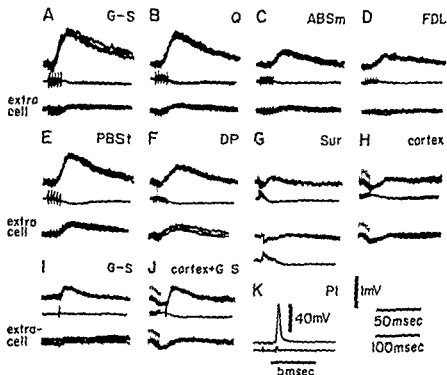 A G-S
B Q
C ABSm
D FDL
extra
cell
E PBSt
F DP
G Sur
H cortex
extra
cell
I G-S
J cortex+G S
K PT
extra-
cell
40mV
1mV
50msec
100msec
5msec